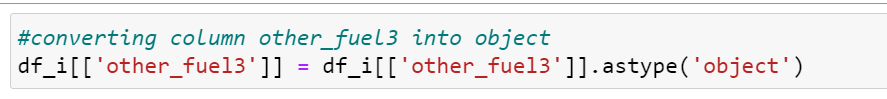 #converting column other_fuel3 into object
df_i[['other_fuel3']] = df_i[['other_fuel3']].astype('object')